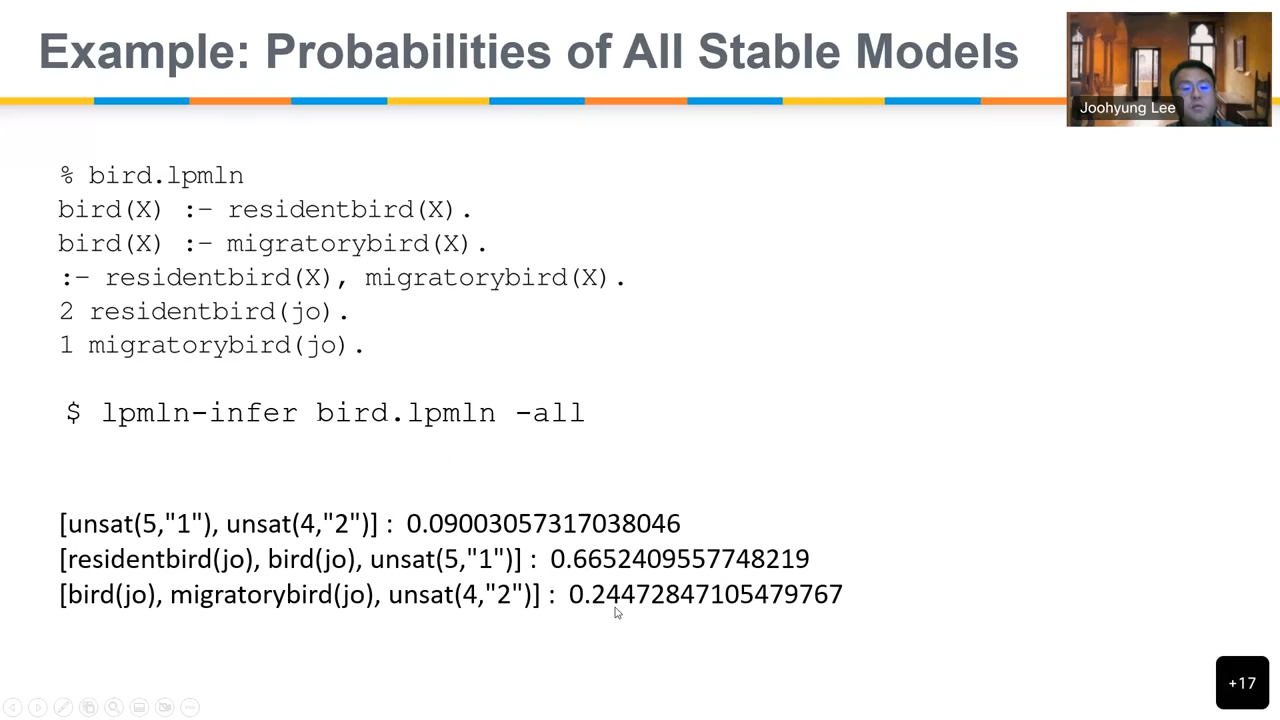 Example: Probabilities of All Stable Models
Joohyung Lee
% bird.lpmln
bird(X) :- residentbird(X).
bird(X) :- migratorybird(X).
:- residentbird(X), migratorybird(X).
2 residentbird(jo).
1 migratorybird(jo).
$ lpmln-infer bird.lpmln -all
[unsat(5,"1"), unsat(4,"2")] : 0.09003057317038046
[residentbird(jo), bird(jo), unsat(5,"1")] : 0.6652409557748219
[bird(jo), migratorybird(jo), unsat(4,"2")] : 0.24472847105479767
+17